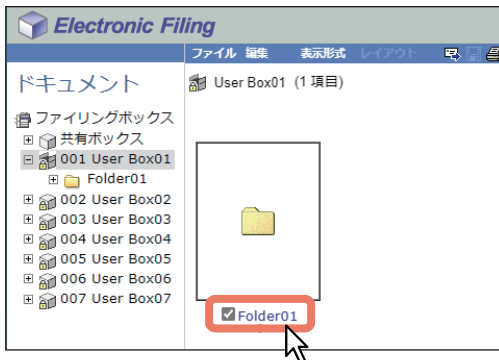 Electronic Filing
ファイル 編集 表示形式 レイアウト
ドキュメント
User Box01 (1 項目)
ファイリングボックス
共有ボックス
001 User Box01
Folder01
002 User Box02
003 User Box03
004 User Box04
005 User Box05
006 User Box06
007 User Box07
Folder01